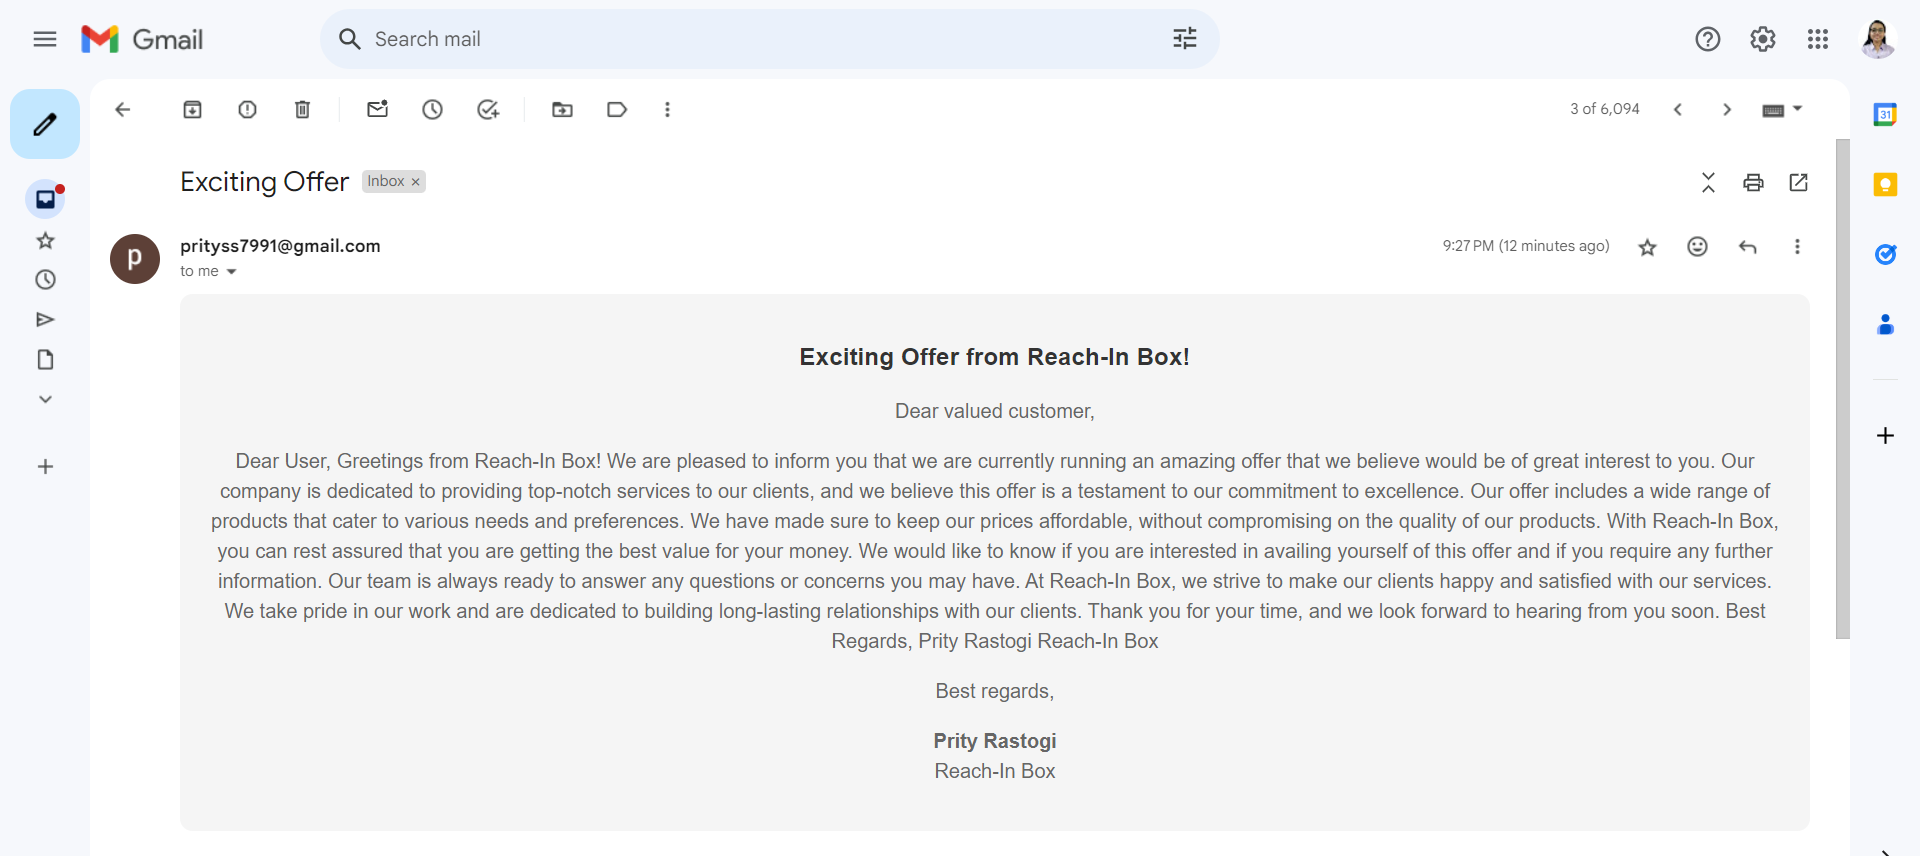 Gmail
Search mail
3 of 6,094
Exciting Offer
Inbox ×
prityss7991@gmail.com
9:27 PM (12 minutes ago)
to me
p
31
Exciting Offer from Reach-In Box!
Dear valued customer,
Dear User, Greetings from Reach-In Box! We are pleased to inform you that we are currently running an amazing offer that we believe would be of great interest to you. Our
company is dedicated to providing top-notch services to our clients, and we believe this offer is a testament to our commitment to excellence. Our offer includes a wide range of
products that cater to various needs and preferences. We have made sure to keep our prices affordable, without compromising on the quality of our products. With Reach-In Box,
you can rest assured that you are getting the best value for your money. We would like to know if you are interested in availing yourself of this offer and if you require any further
information. Our team is always ready to answer any questions or concerns you may have. At Reach-In Box, we strive to make our clients happy and satisfied with our services.
We take pride in our work and are dedicated to building long-lasting relationships with our clients. Thank you for your time, and we look forward to hearing from you soon. Best
Regards, Prity Rastogi Reach-In Box
Best regards,
Prity Rastogi
Reach-In Box